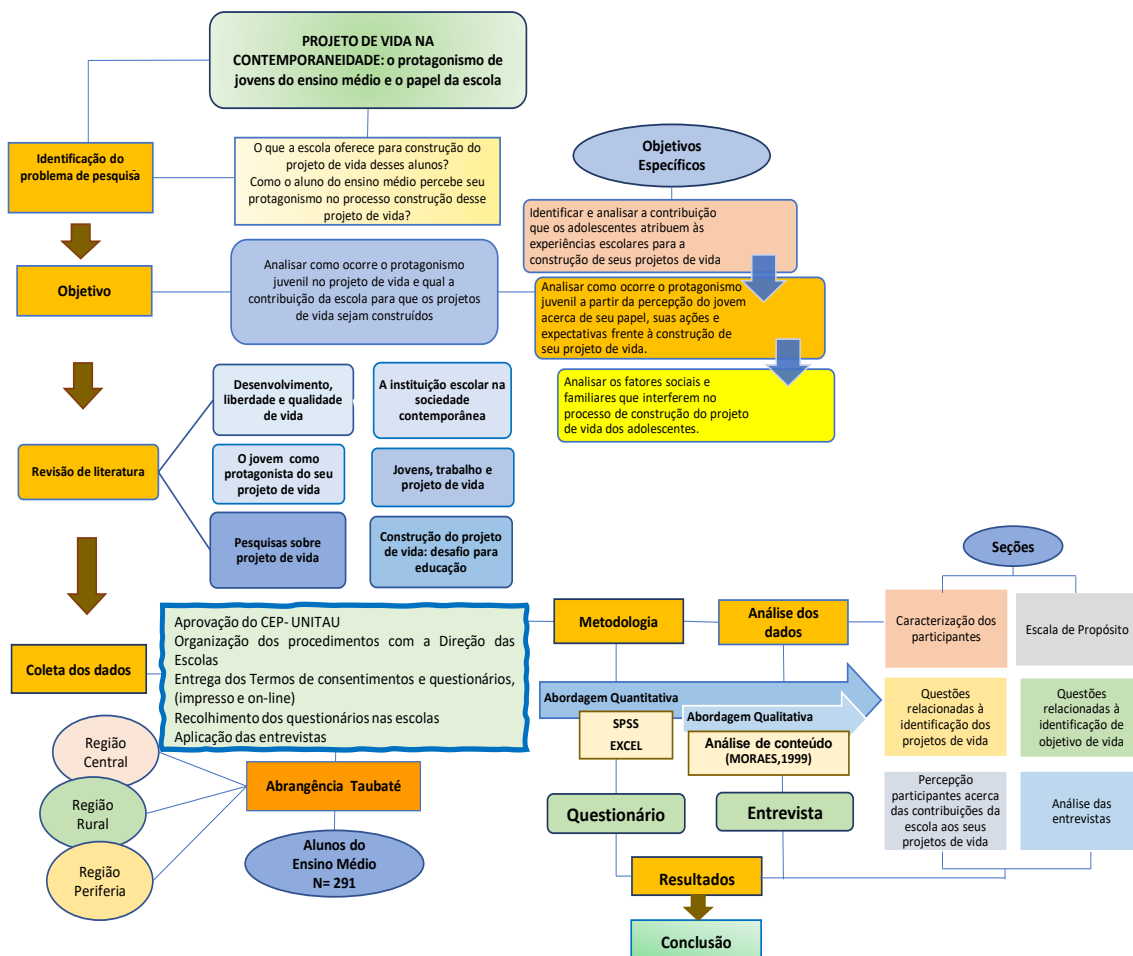 PROJETO DE VIDA NA
CONTEMPORANEIDADE: o protagonismo de
jovens do ensino médio e o papel da escola
Identificação do
problema de pesquisa
O que a escola oferece para construção do
projeto de vida desses alunos?
Como o aluno do ensino médio percebe seu
protagonismo no processo construção desse
projeto de vida?
Objetivos
Específicos
Identificar e analisar a contribuição
que os adolescentes atribuem às
experiências escolares para a
construção de seus projetos de vida
Objetivo
Analisar como ocorre o protagonismo
juvenil no projeto de vida e qual a
contribuição da escola para que os projetos
de vida sejam construídos
Analisar como ocorre o protagonismo
juvenil a partir da percepção do jovem
acerca de seu papel, suas ações e
expectativas frente à construção de
seu projeto de vida.
Analisar os fatores sociais e
familiares que interferem no
processo de construção do projeto
de vida dos adolescentes.
Revisão de literatura
Desenvolvimento,
liberdade e qualidade
de vida
A instituição escolar na
sociedade
contemporânea
O jovem como
protagonista do seu
projeto de vida
Jovens, trabalho e
projeto de vida
Pesquisas sobre
projeto de vida
Construção do projeto
de vida: desafio para
educação
Coleta dos dados
Aprovação do CEP- UNITAU
Organização dos procedimentos com a Direção das
Escolas
Entrega dos Termos de consentimentos e questionários,
(impresso e on-line)
Recolhimento dos questionários nas escolas
Aplicação das entrevistas
Região
Central
Região
Rural
Região
Periferia
Abrangência Taubaté
Alunos do
Ensino Médio
N= 291
Metodologia
Análise dos
dados
Abordagem Quantitativa
Abordagem Qualitativa
SPSS
EXCEL
Análise de conteúdo
(MORAES,1999)
Questionário
Entrevista
Seções
Caracterização dos
participantes
Escala de Propósito
Questões
relacionadas à
identificação dos
projetos de vida
Questões
relacionadas à
identificação de
objetivo de vida
Percepção
participantes acerca
das contribuições da
escola aos seus
projetos de vida
Análise das
entrevistas
Resultados
Conclusão